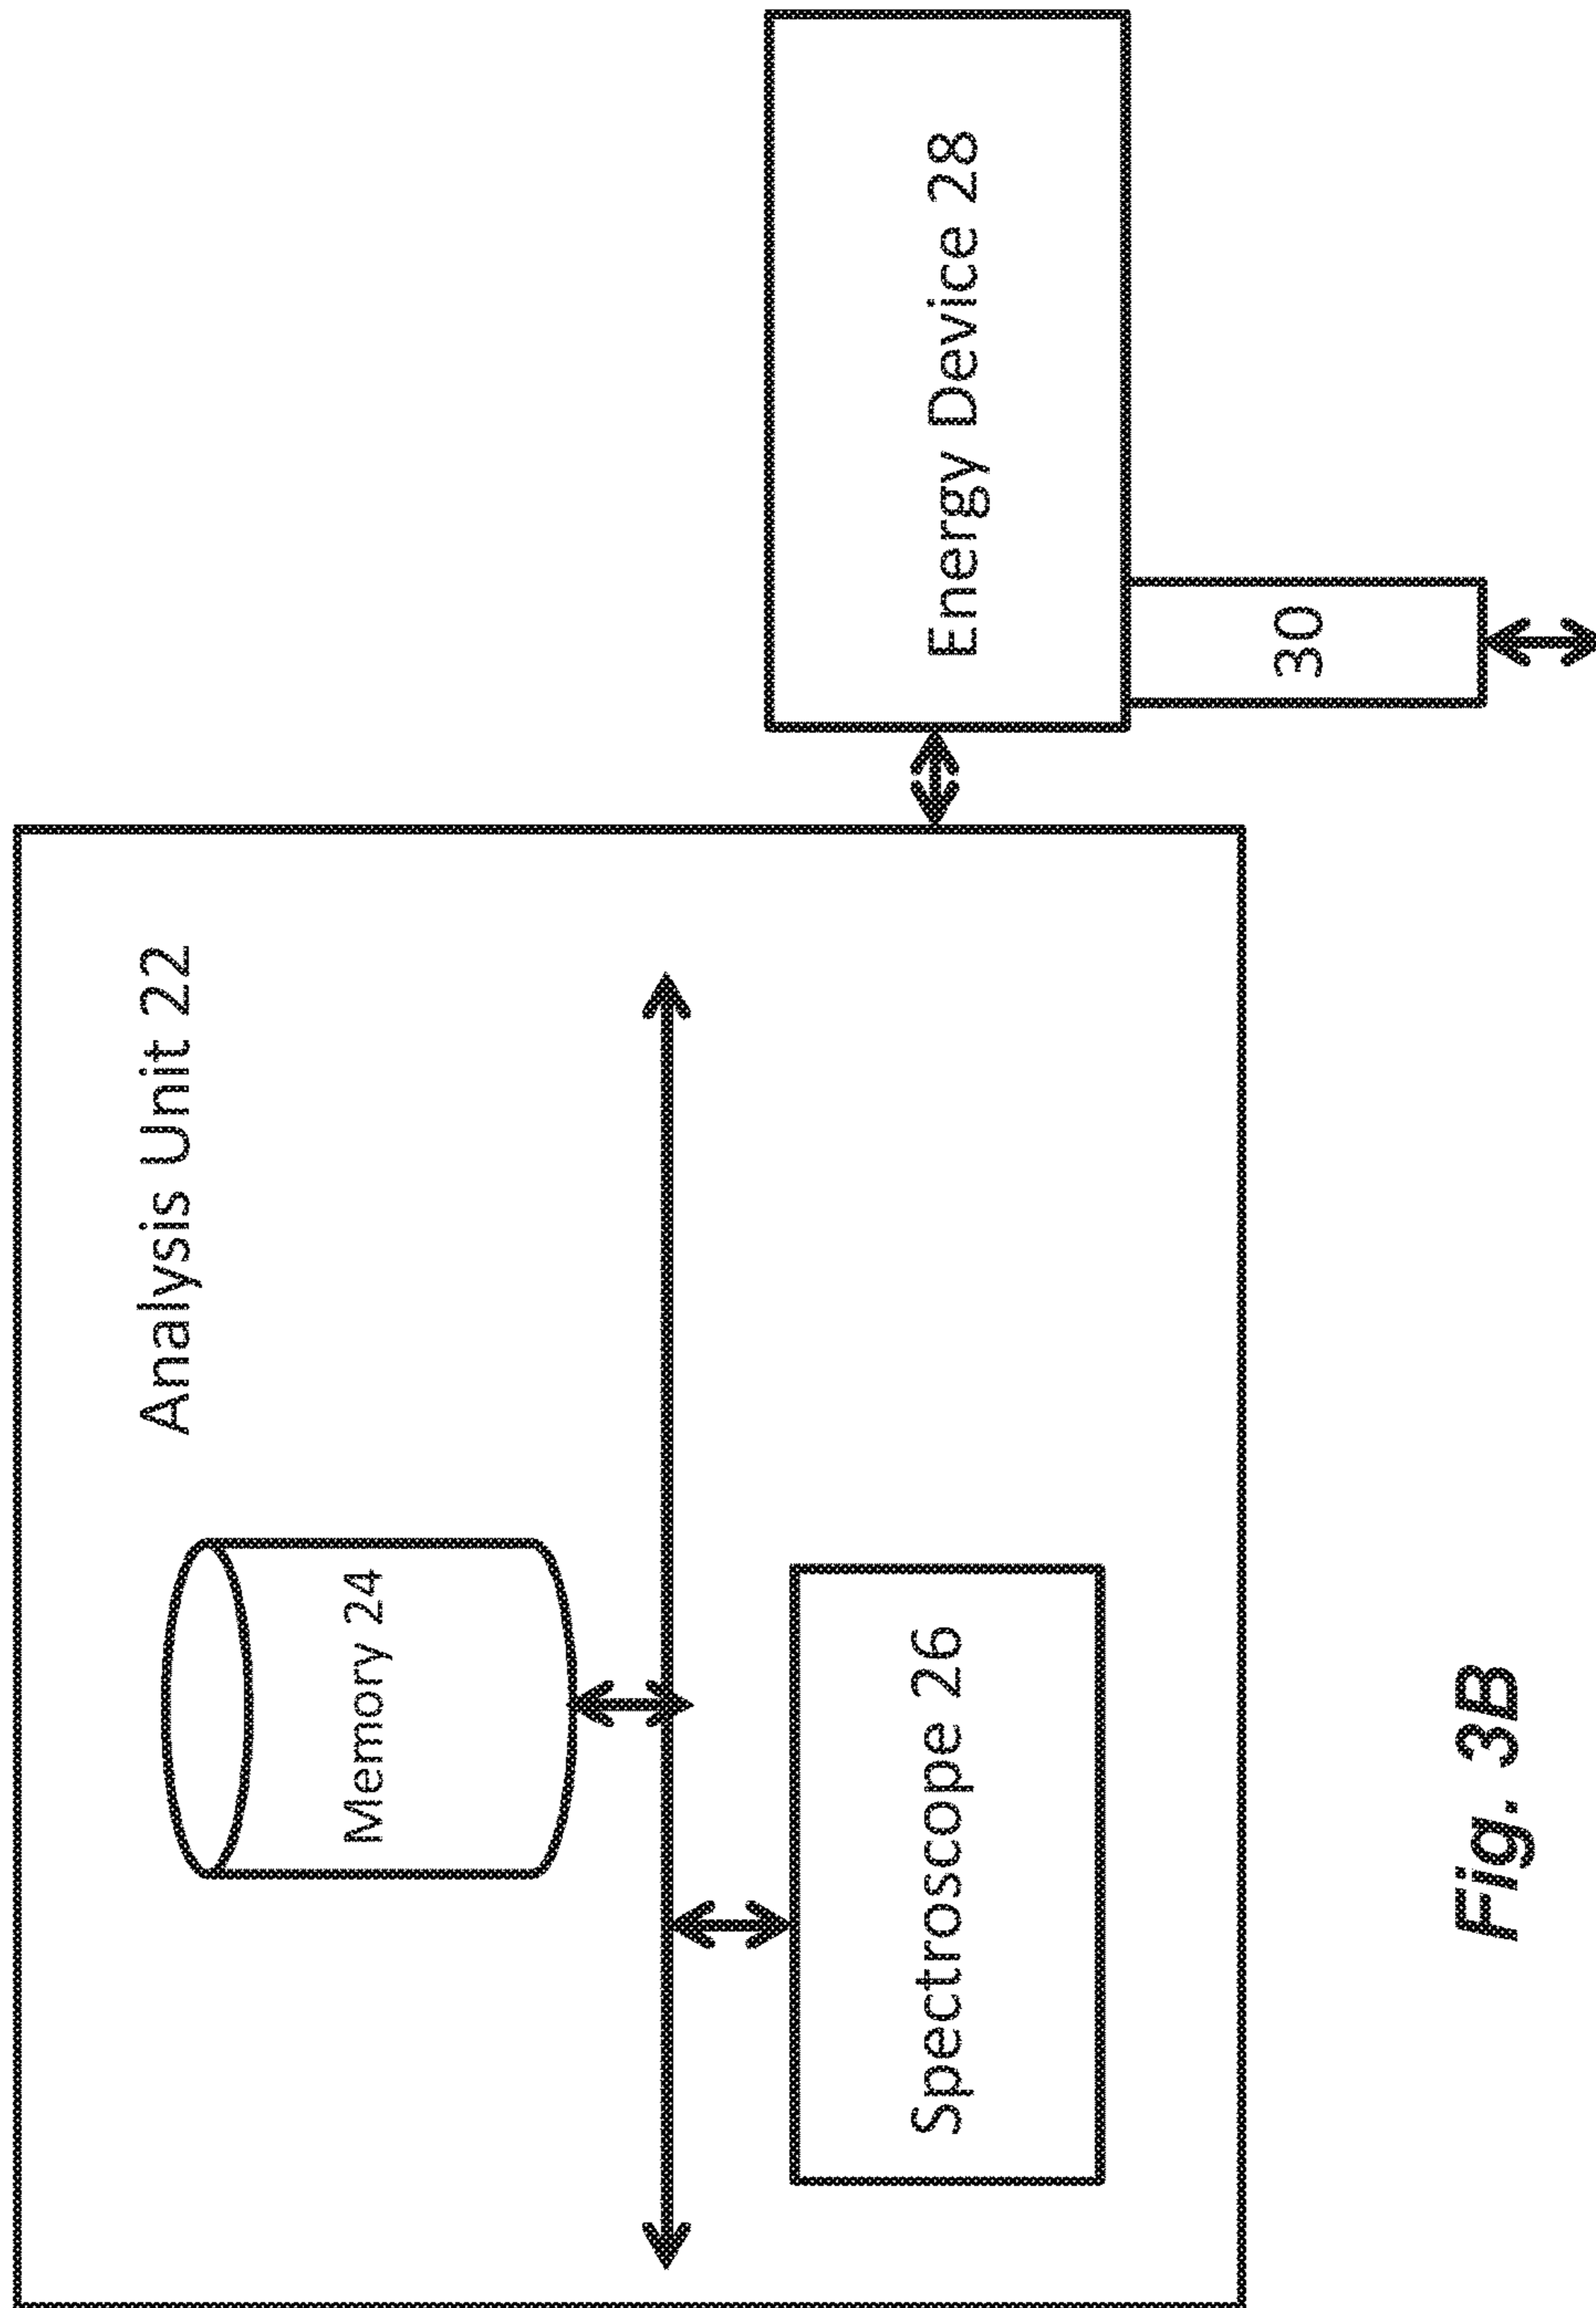 Analysis Unit 22
Memory 24
Spectroscope 26
Energy Device 28
30
Fig. 3B